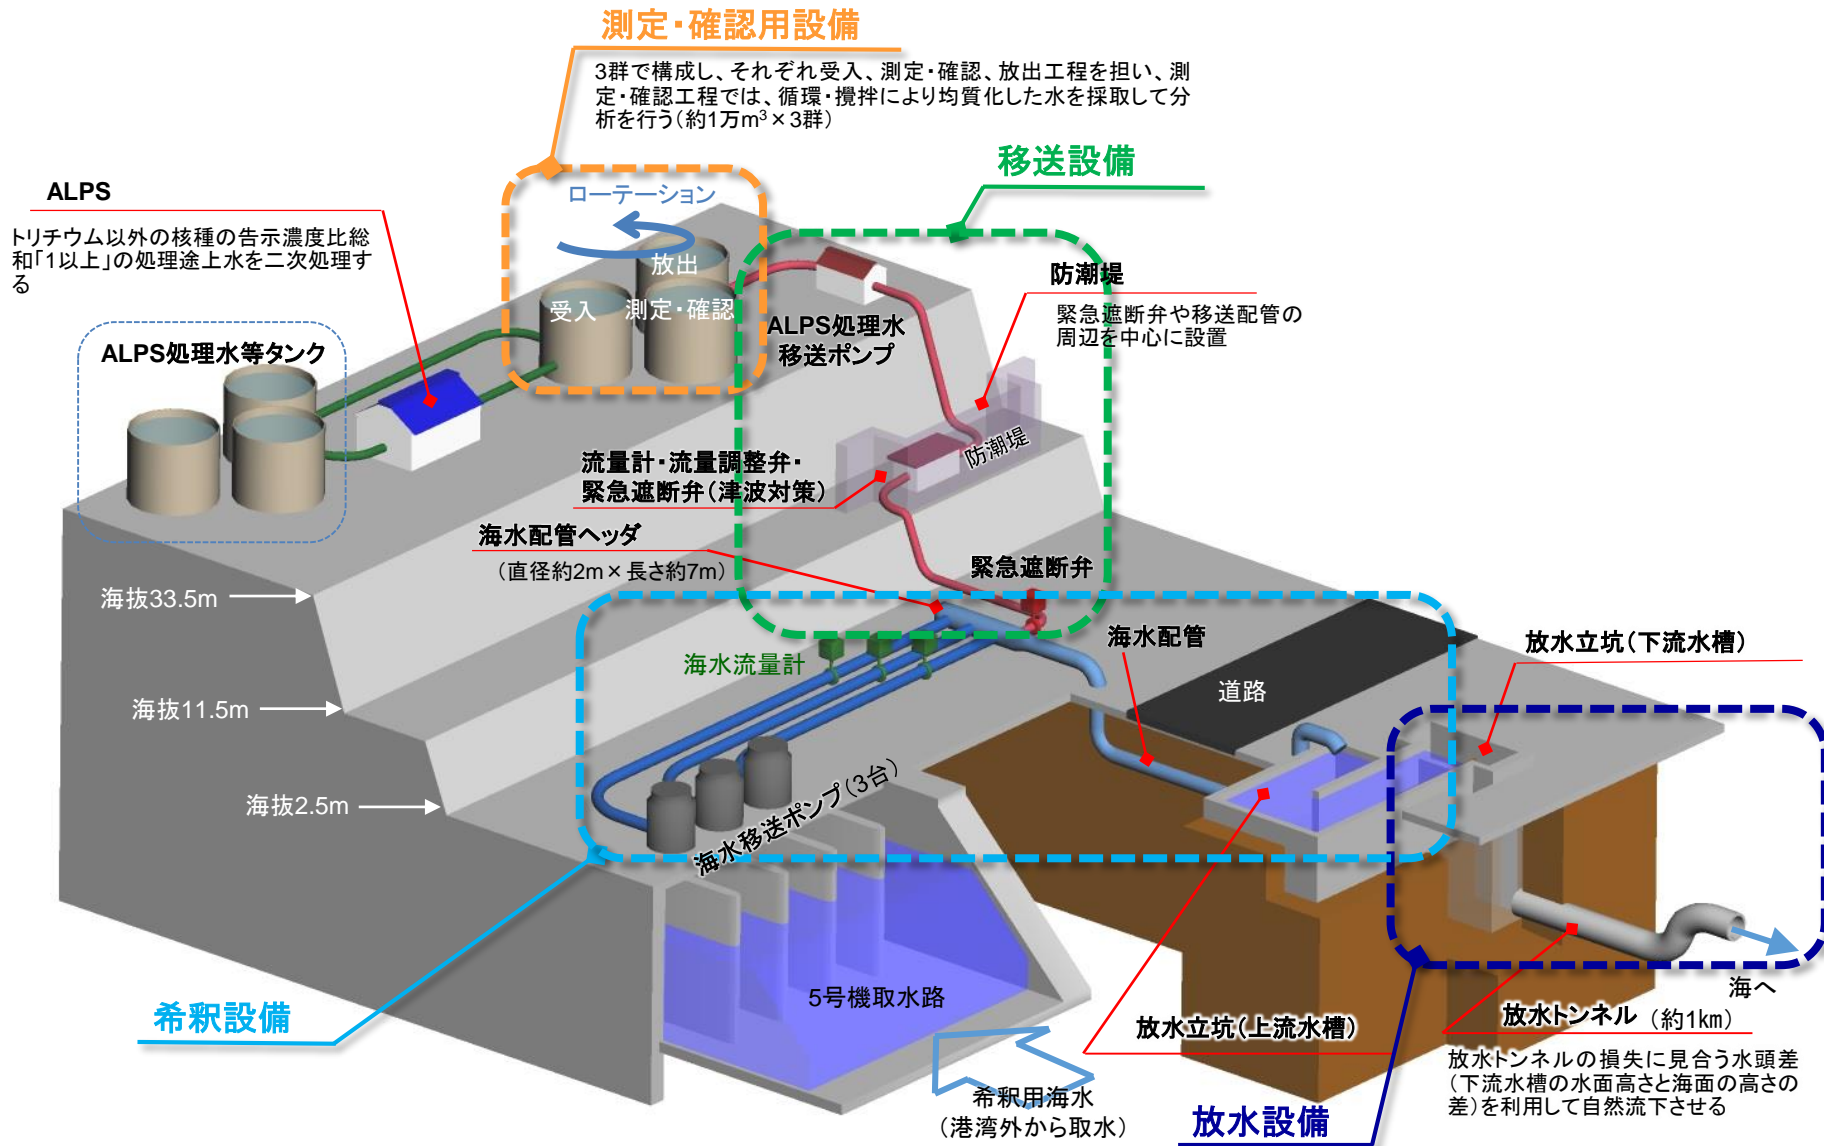 測定・確認用設備
3群で構成し、それぞれ受入、測定・確認、放出工程を担い、測
定・確認工程では、循環・攪拌により均質化した水を採取して分
析を行う(約1万m³×3群)
移送設備
ALPS
トリチウム以外の核種の告示濃度比総
和「1以上」の処理途上水を二次処理す
る
ローテーション
放出
受入
測定・確認
防潮堤
緊急遮断弁や移送配管の
周辺を中心に設置
ALPS処理水
移送ポンプ
ALPS処理水等タンク
防潮堤
流量計・流量調整弁・
緊急遮断弁(津波対策)
海水配管ヘッダ
(直径約2m×長さ約7m)
緊急遮断弁
海抜33.5m
海抜11.5m
海抜2.5m
海水流量計
海水配管
道路
放水立坑(下流水槽)
海水移送ポンプ(3台)
5号機取水路
希釈設備
希釈用海水
(港湾外から取水)
放水立坑(上流水槽)
海へ
放水トンネル (約1km)
放水トンネルの損失に見合う水頭差
(下流水槽の水面高さと海面の高さの
差)を利用して自然流下させる
放水設備